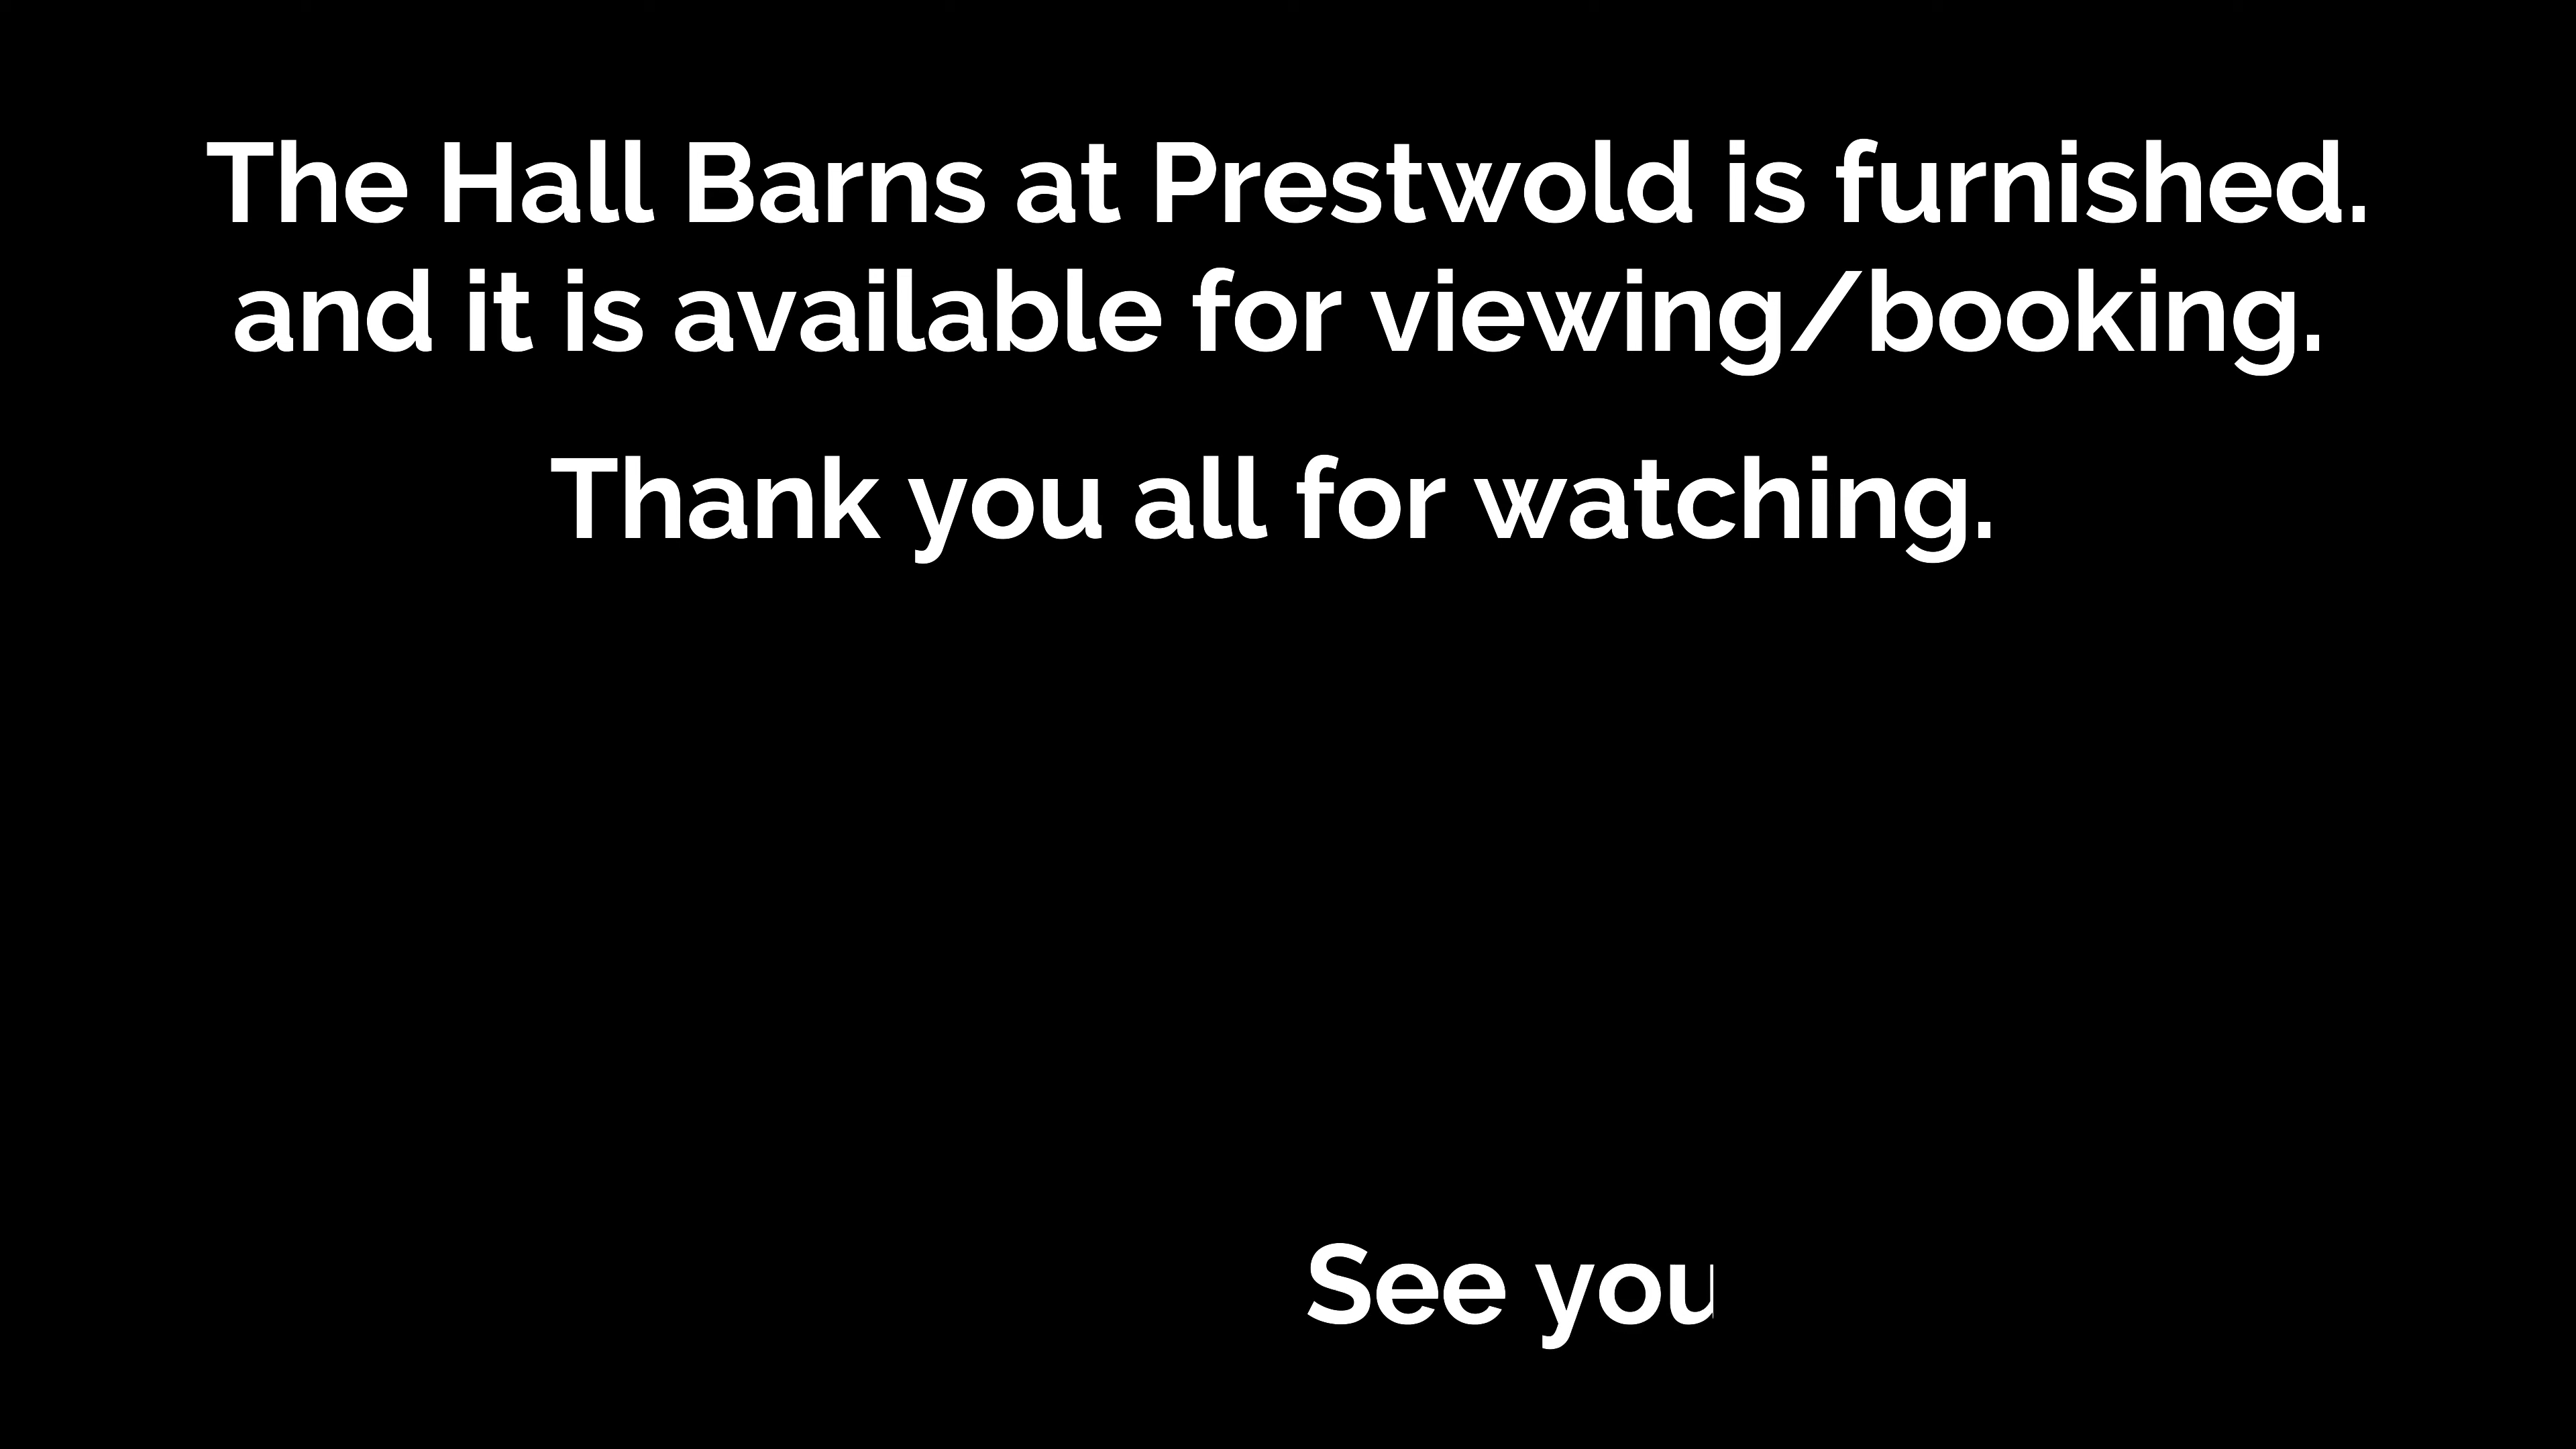 The Hall Barns at Prestwold is furnished.
and it is available for viewing/booking.
Thank you all for watching.
See you